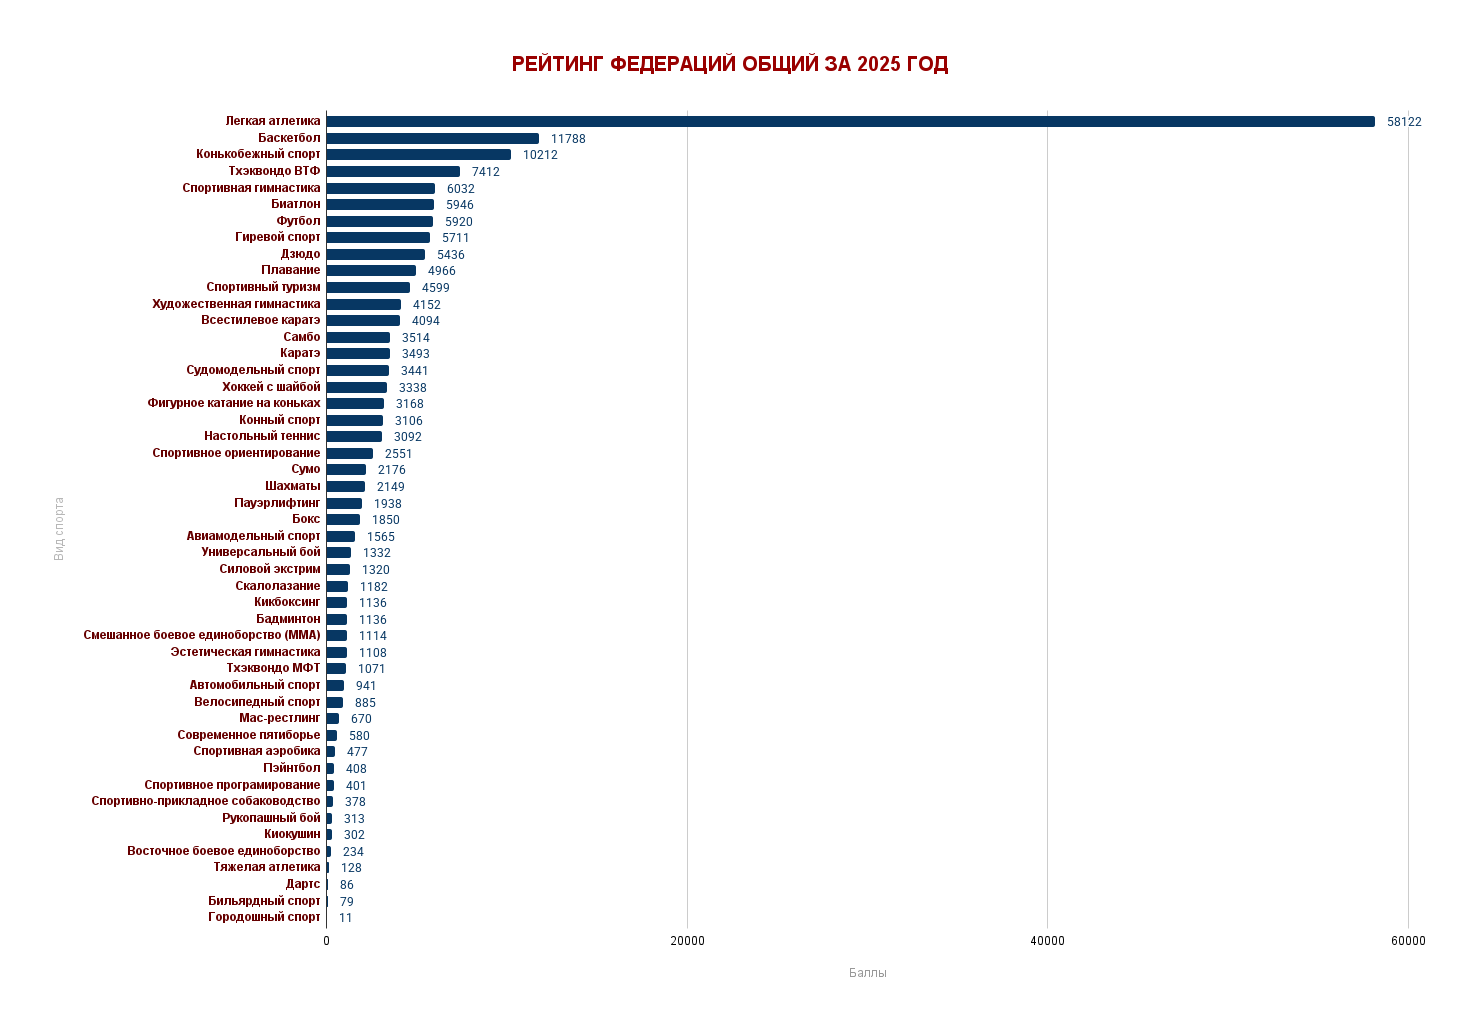 РЕЙТИНГ ФЕДЕРАЦИЙ ОБЩИЙ ЗА 2025 ГОД
Легкая атлетика 58122
Баскетбол 11788
Конькобежный спорт 10212
Тхэквондо ВТФ 7412
Спортивная гимнастика 6032
Биатлон 5946
Футбол 5920
Гиревой спорт 5711
Дзюдо 5436
Плавание 4966
Спортивный туризм 4599
Художественная гимнастика 4152
Всестилевое каратэ 4094
Самбо 3514
Каратэ 3493
Судомодельный спорт 3441
Хоккей с шайбой 3338
Фигурное катание на коньках 3168
Конный спорт 3106
Настольный теннис 3092
Спортивное ориентирование 2551
Сумо 2176
Шахматы 2149
Пауэрлифтинг 1938
Бокс 1850
Авиамодельный спорт 1565
Универсальный бой 1332
Силовой экстрим 1320
Скалолазание 1182
Кикбоксинг 1136
Бадминтон 1136
Смешанное боевое единоборство (ММА) 1114
Эстетическая гимнастика 1108
Тхэквондо МФТ 1071
Автомобильный спорт 941
Велосипедный спорт 885
Мас-рестлинг 670
Современное пятиборье 580
Спортивная аэробика 477
Пэйнтбол 408
Спортивное програмирование 401
Спортивно-прикладное собаководство 378
Рукопашный бой 313
Киокушин 302
Восточное боевое единоборство 234
Тяжелая атлетика 128
Дартс 86
Бильярдный спорт 79
Городошный спорт 11
0 20000 40000 60000
Баллы
Вид спорта